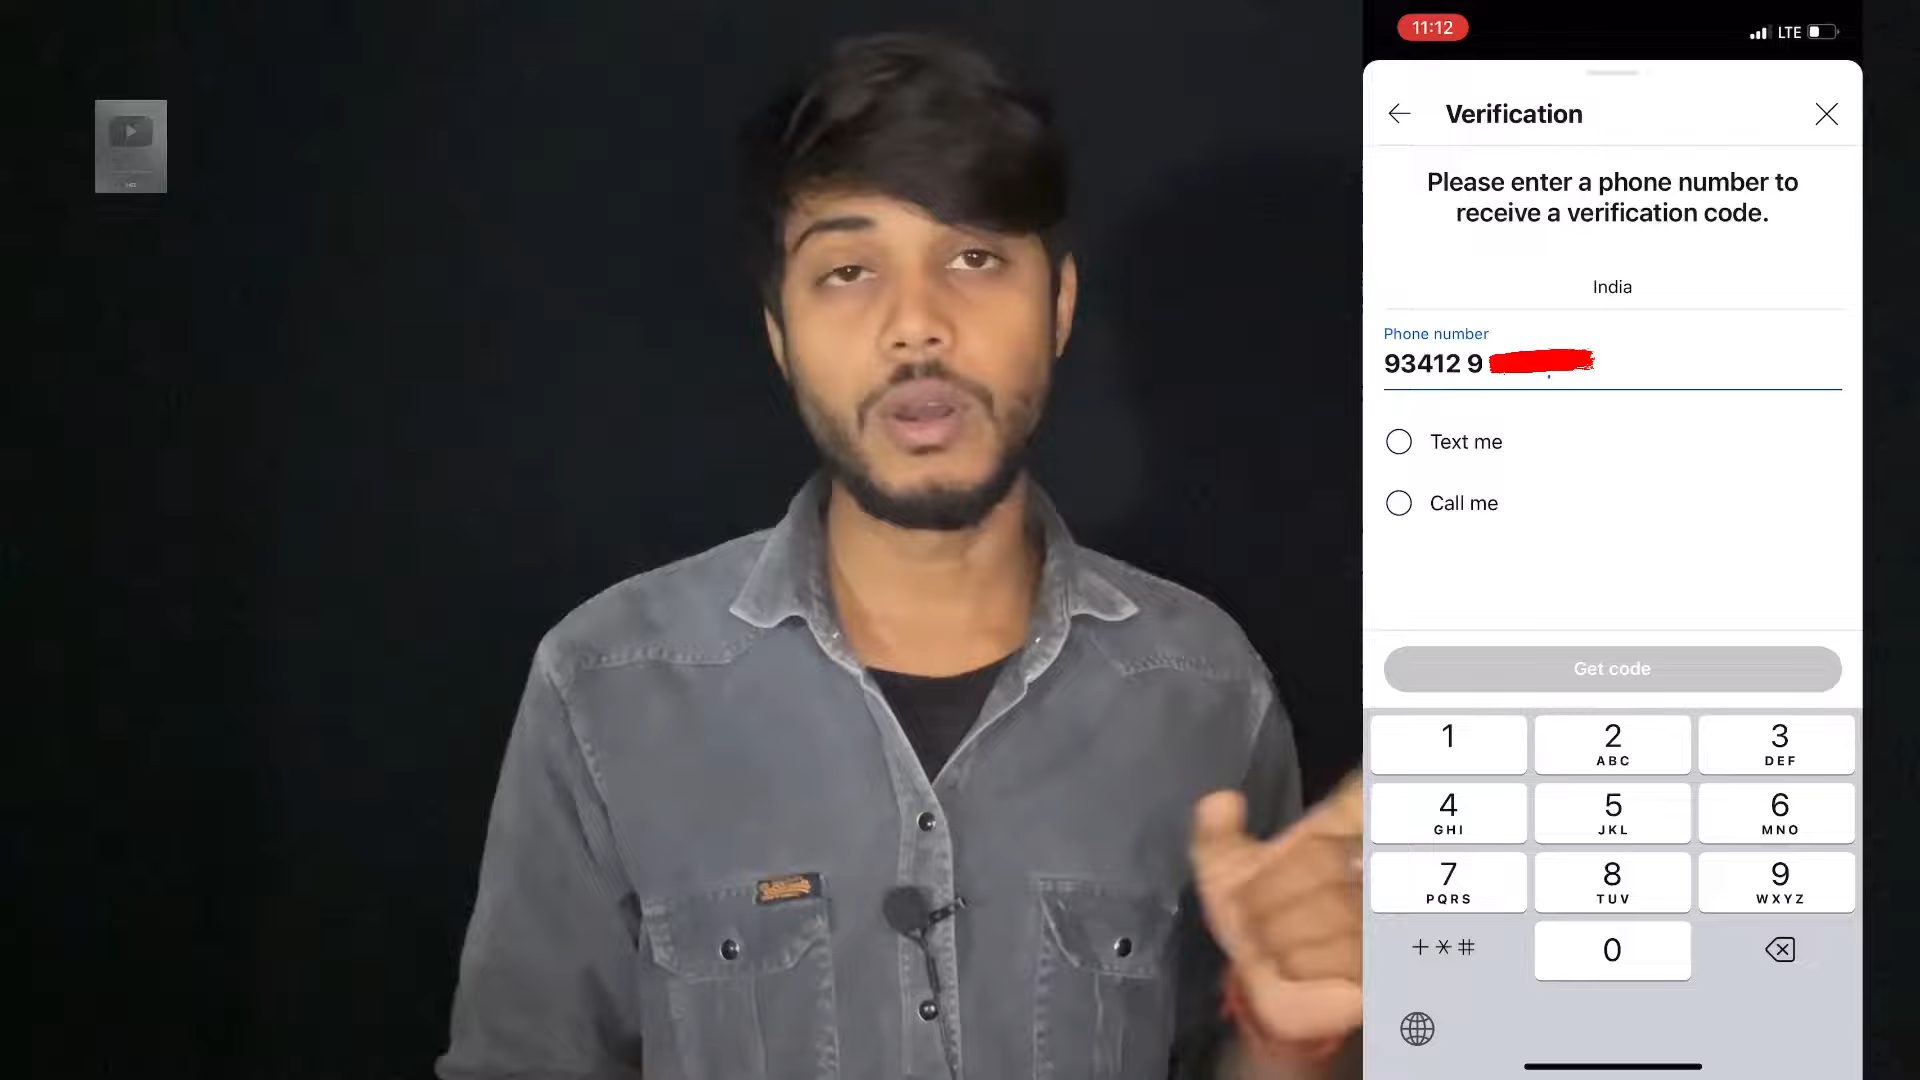 11:12
LTE
Verification
Please enter a phone number to
receive a verification code.
India
Phone number
93412 9
Text me
Call me
Get code
1
2
ABC
3
DEF
4
GHI
5
JKL
6
MNO
7
PQRS
8
TUV
9
WXYZ
+*#
0